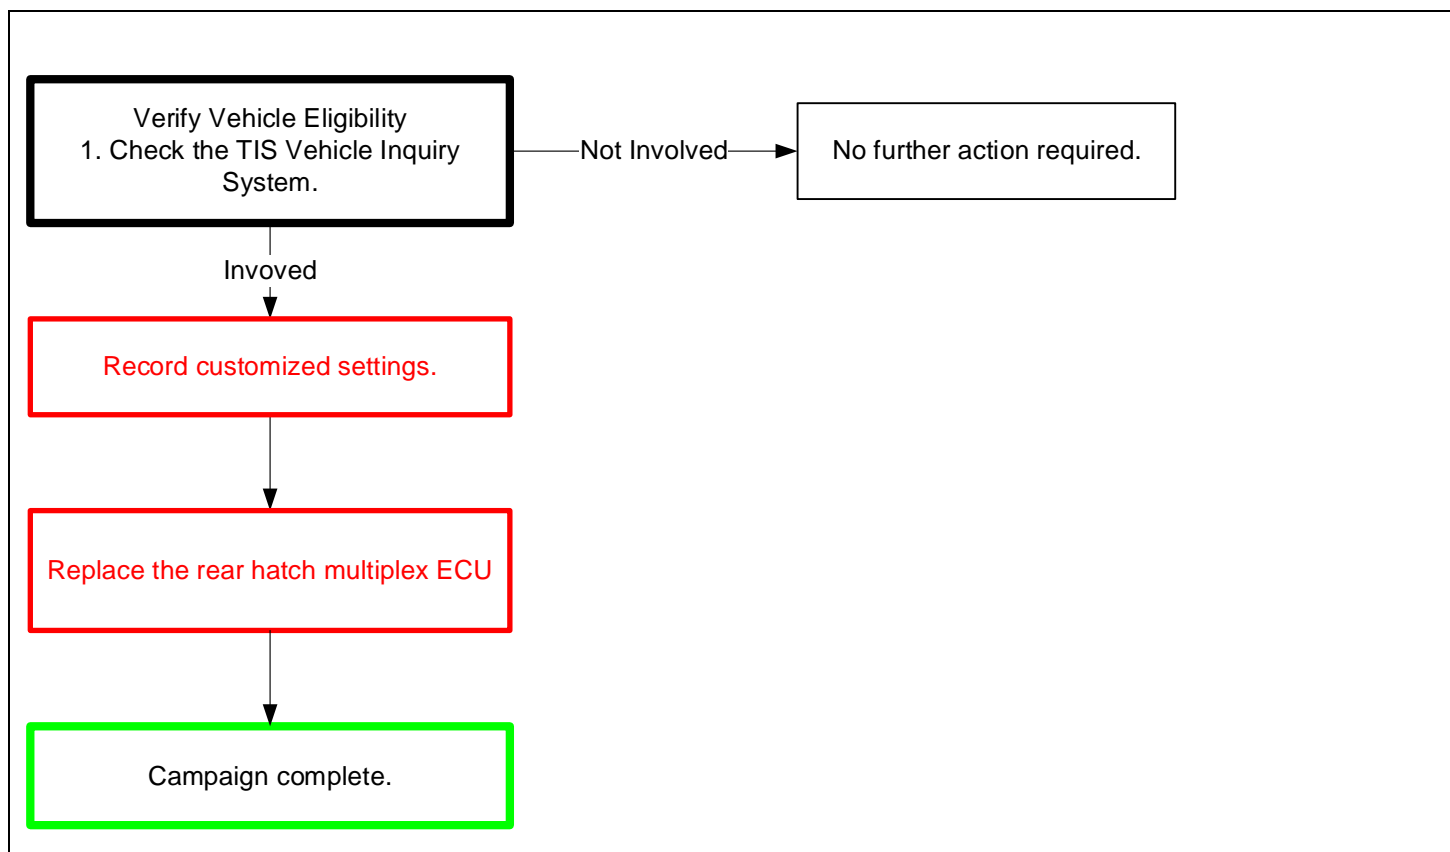 Verify Vehicle Eligibility
1. Check the TIS Vehicle Inquiry
System.
Not Involved
No further action required.
Invoved
Record customized settings.
Replace the rear hatch multiplex ECU
Campaign complete.